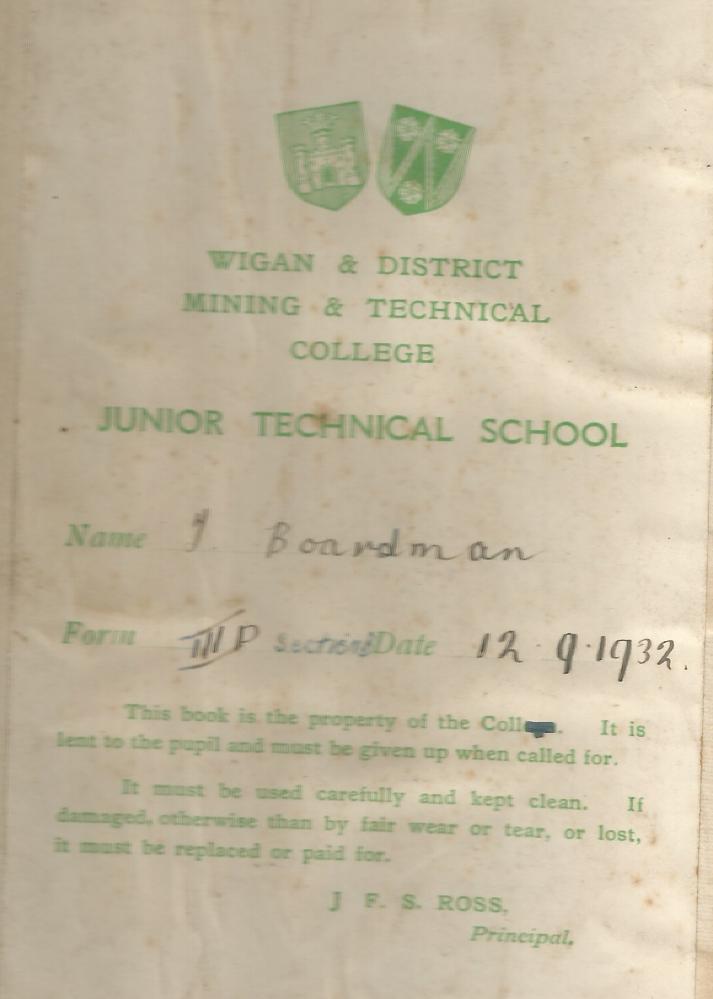 WIGAN & DISTRICT
MINING & TECHNICAL
COLLEGE
JUNIOR TECHNICAL SCHOOL
Name J Boardman
Form III P Section Date 12.9.1932.
This book is the property of the College. It is
lent to the pupil and must be given up when called for.
It must be used carefully and kept clean. If
damaged, otherwise than by fair wear or tear, or lost,
it must be replaced or paid for.
J F. S. ROSS,
Principal,